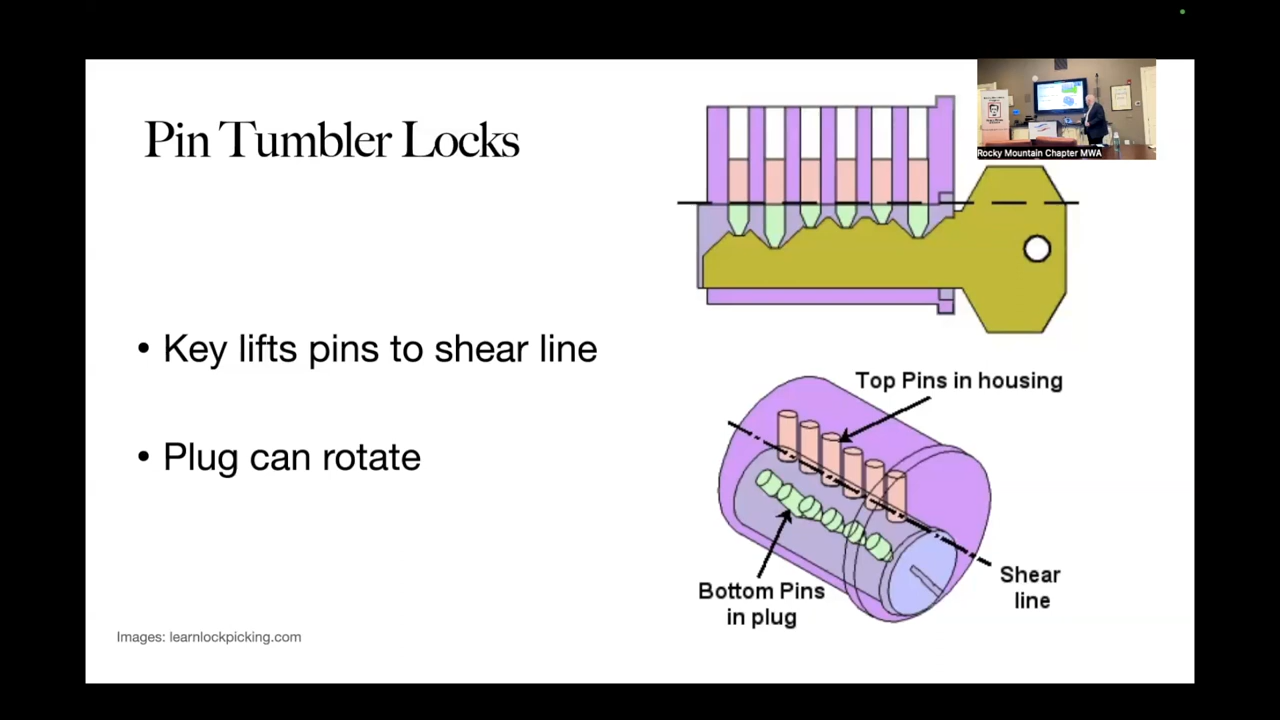 Pin Tumbler Locks
Rocky Mountain Chapter MWA
• Key lifts pins to shear line
• Plug can rotate
Top Pins in housing
Bottom Pins
in plug
Shear
line
Images: learnlockpicking.com